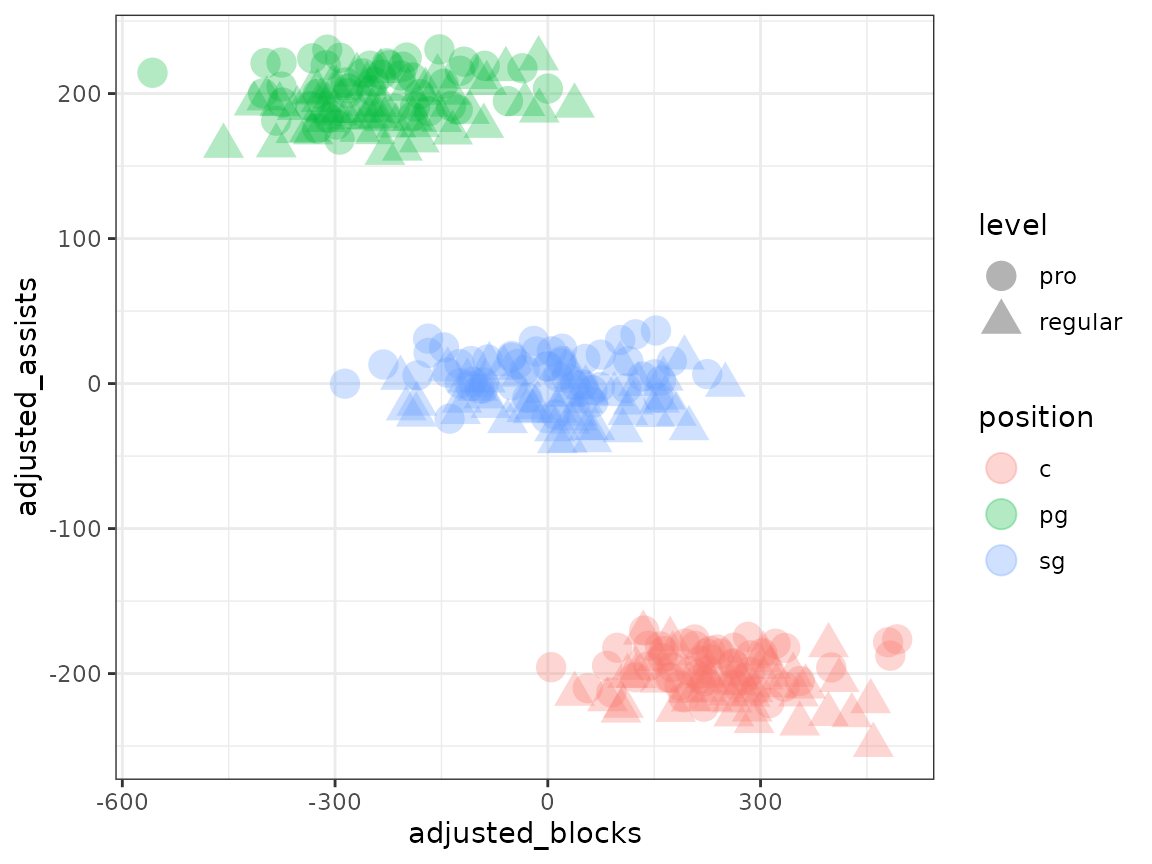 200
100
0
-100
-200
-600
-300
0
300
adjusted_blocks
adjusted_assists
level
pro
regular
position
c
pg
sg